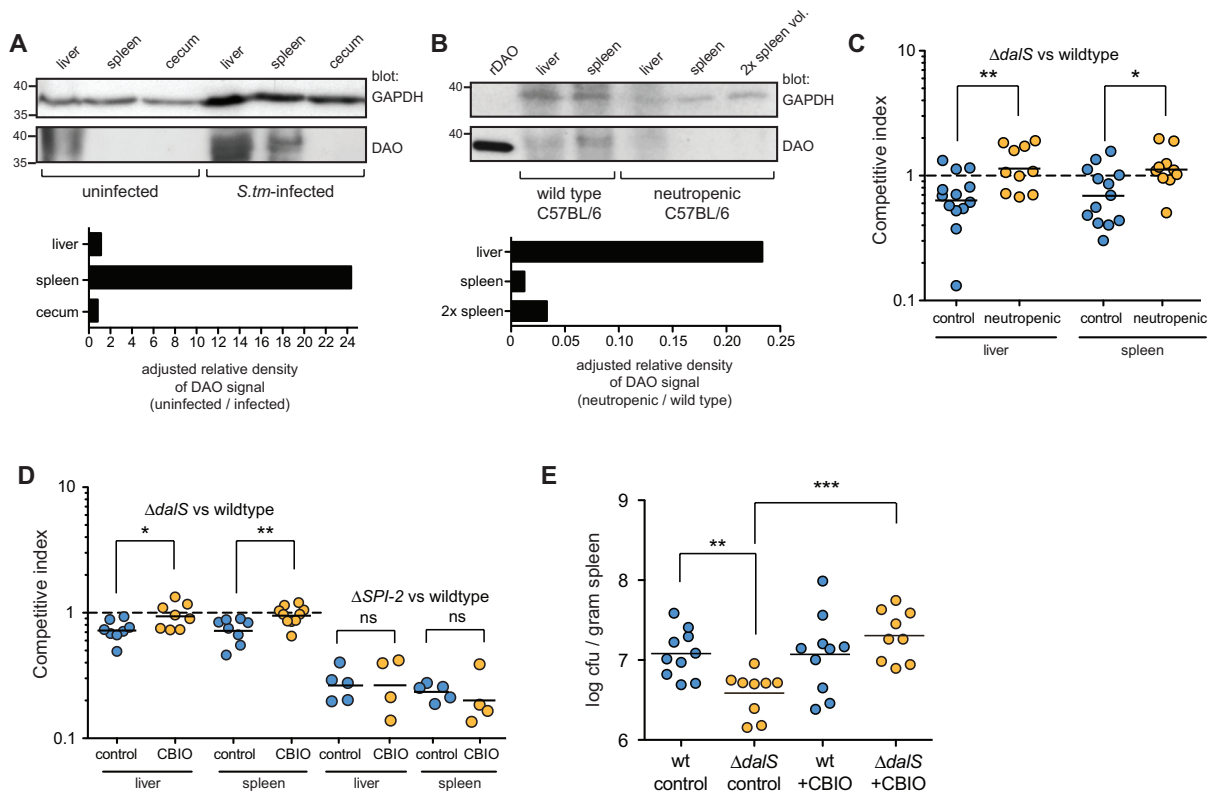 A
liver spleen cecum liver spleen cecum
blot:
40
GAPDH
35
40
DAO
35
uninfected S.tm-infected
liver
spleen
cecum
0 2 4 6 8 10 12 14 16 18 20 22 24
adjusted relative density
of DAO signal
(uninfected / infected)
B
rDAO liver spleen liver spleen 2x spleen vol.
blot:
40
GAPDH
40
DAO
wild type neutropenic
C57BL/6 C57BL/6
liver
spleen
2x spleen
0 0.05 0.10 0.15 0.20 0.25
adjusted relative density
of DAO signal
(neutropenic / wild type)
C
ΔdalS vs wildtype
** *
Competitive index
10
1
0.1
control neutropenic control neutropenic
liver spleen
D
Competitive index
10
1
0.1
ΔdalS vs wildtype
* **
ΔSPI-2 vs wildtype
ns ns
control CBIO control CBIO control CBIO control CBIO
liver spleen liver spleen
E
log cfu / gram spleen
9
8
7
6
***
**
wt ΔdalS wt ΔdalS
control control +CBIO +CBIO